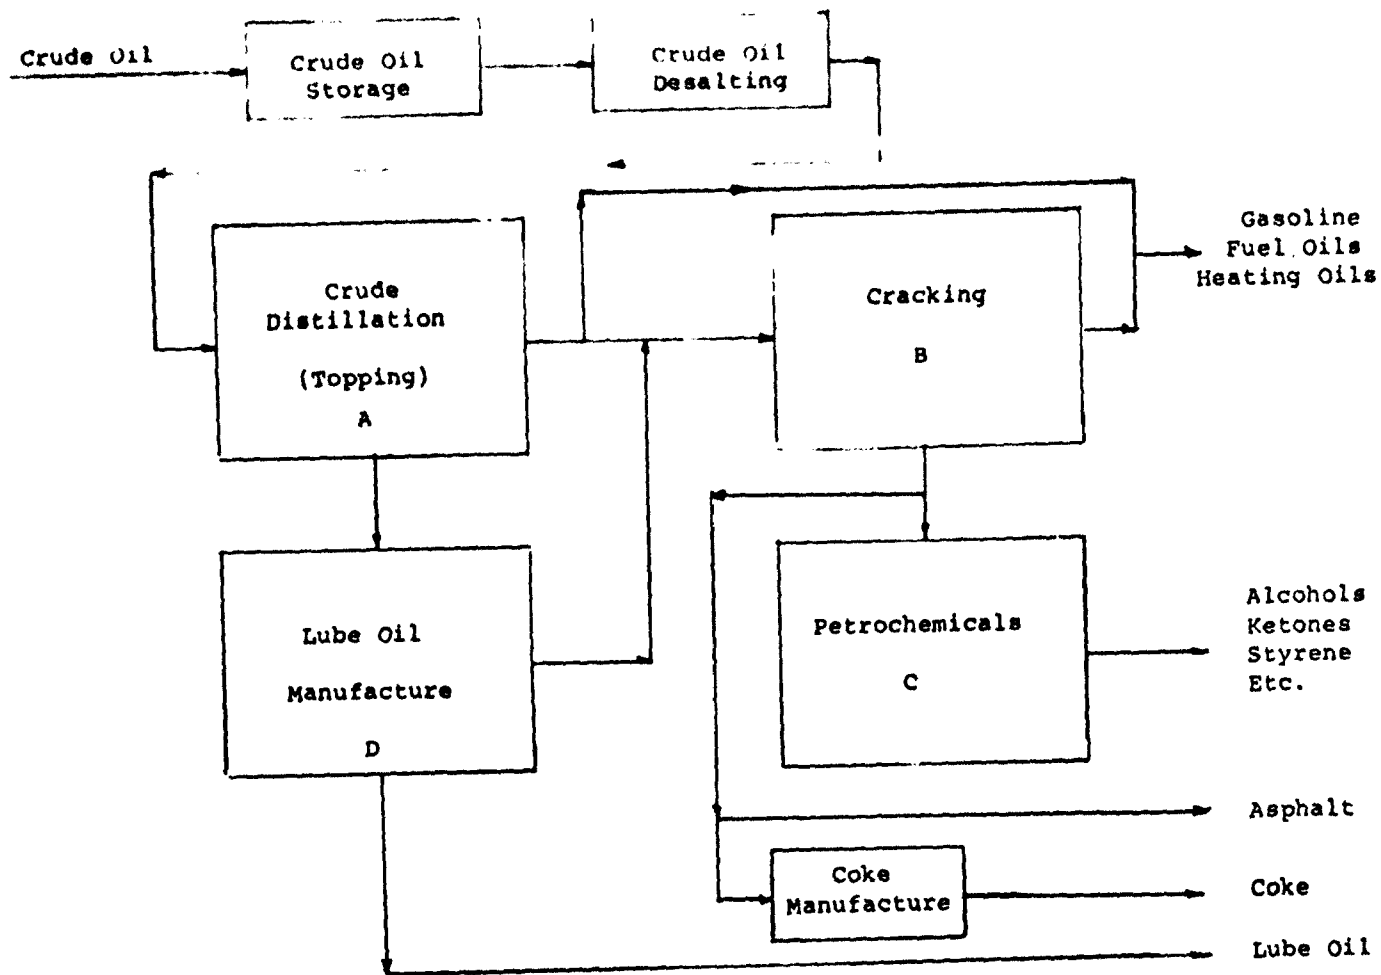 Crude Oil
Crude Oil
Storage
Crude Oil
Desalting
Crude
Distillation
(Topping)
A
Cracking
B
Gasoline
Fuel Oils
Heating Oils
Lube Oil
Manufacture
D
Petrochemicals
C
Alcohols
Ketones
Styrene
Etc.
Asphalt
Coke
Manufacture
Coke
Lube Oil